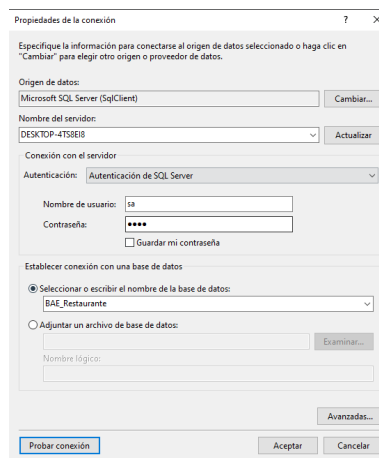 Propiedades de la conexión ? ×
Especifique la información para conectarse al origen de datos seleccionado o haga clic en
"Cambiar" para elegir otro origen o proveedor de datos.
Origen de datos:
Microsoft SQL Server (SqlClient) Cambiar...
Nombre del servidor:
DESKTOP-4TS8EI8 Actualizar
Conexión con el servidor
Autenticación: Autenticación de SQL Server
Nombre de usuario: sa
Contraseña: ●●●●
Guardar mi contraseña
Establecer conexión con una base de datos
Seleccionar o escribir el nombre de la base de datos:
BAE_Restaurante
Adjuntar un archivo de base de datos:
Examinar...
Nombre lógico:
Avanzadas...
Probar conexión Aceptar Cancelar